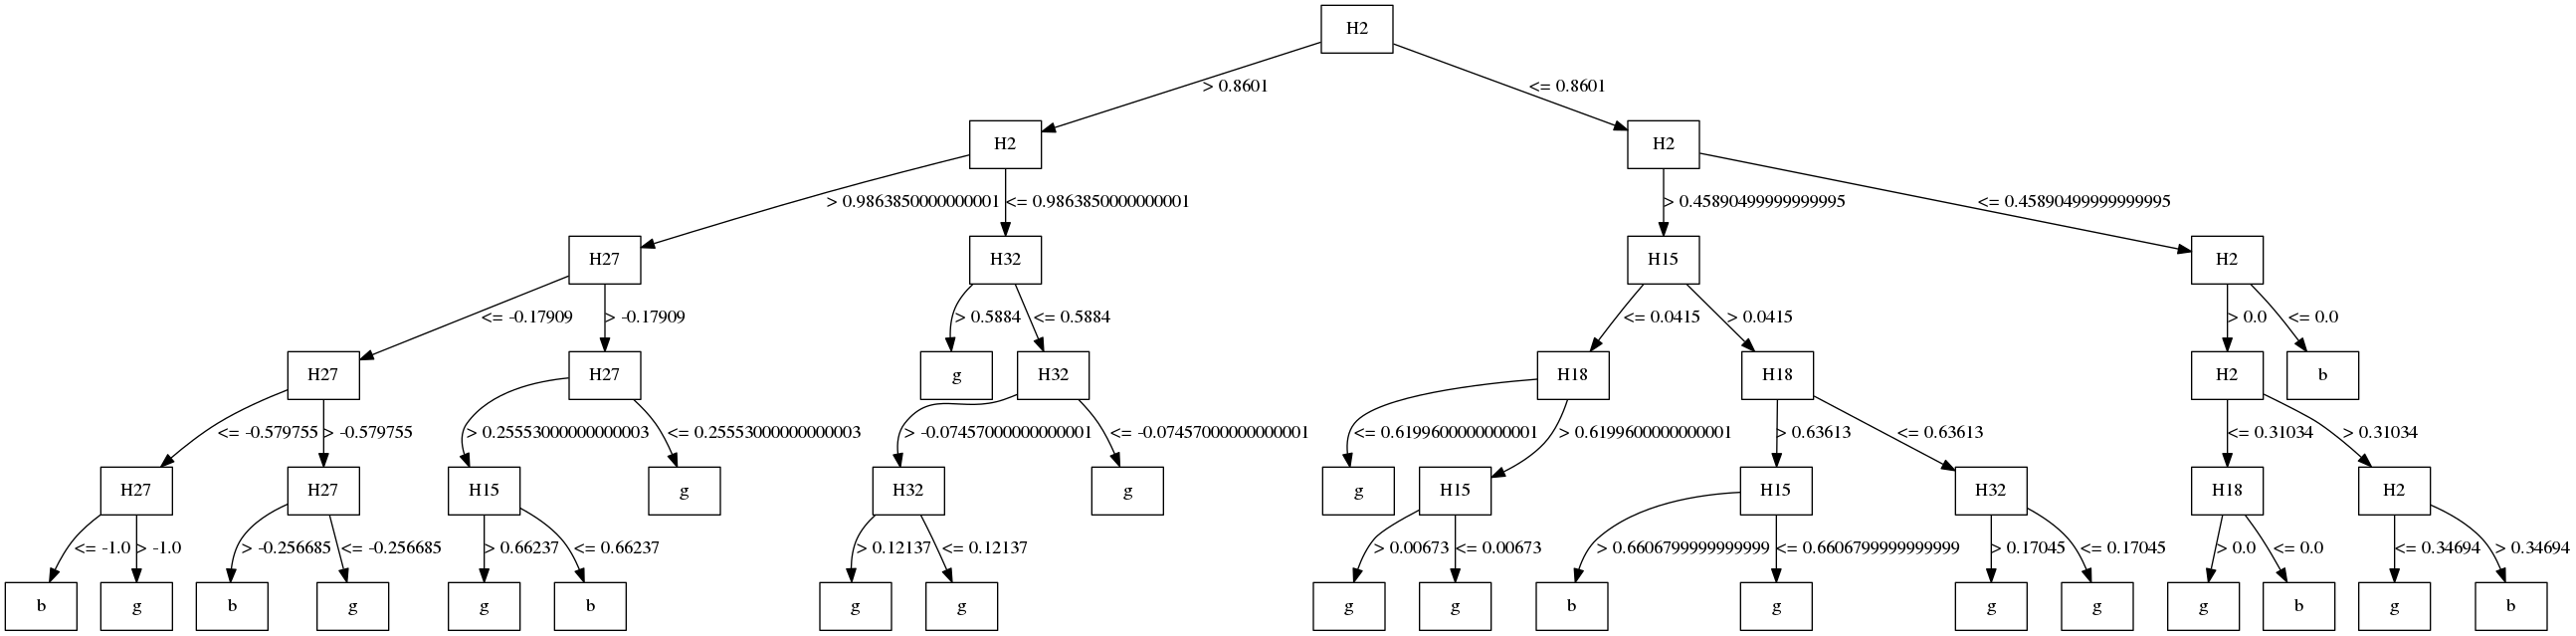 H2
> 0.8601
<= 0.8601
H2
H2
> 0.9863850000000001
<= 0.9863850000000001
> 0.45890499999999995
<= 0.45890499999999995
H27
H32
H15
H2
<= -0.17909
> -0.17909
> 0.5884
<= 0.5884
<= 0.0415
> 0.0415
> 0.0
<= 0.0
H27
H27
g
H32
H18
H18
H2
b
<= -0.579755
> -0.579755
> 0.25553000000000003
<= 0.25553000000000003
> -0.07457000000000001
<= -0.07457000000000001
<= 0.6199600000000001
> 0.6199600000000001
> 0.63613
<= 0.63613
<= 0.31034
> 0.31034
H27
H27
H15
g
H32
g
g
H15
H15
H32
H18
H2
<= -1.0
> -1.0
> -0.256685
<= -0.256685
> 0.66237
<= 0.66237
> 0.12137
<= 0.12137
> 0.00673
<= 0.00673
> 0.6606799999999999
<= 0.6606799999999999
> 0.17045
<= 0.17045
> 0.0
<= 0.0
<= 0.34694
> 0.34694
b
g
b
g
g
b
g
g
g
g
b
g
g
g
g
b
g
b